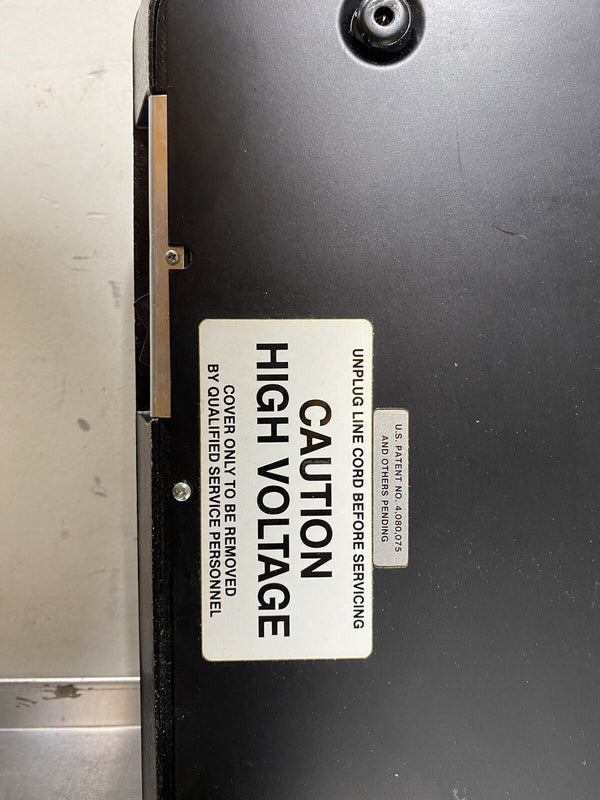 U.S. PATENT NO. 4,080,075
AND OTHERS PENDING
UNPLUG LINE CORD BEFORE SERVICING
CAUTION
HIGH VOLTAGE
COVER ONLY TO BE REMOVED
BY QUALIFIED SERVICE PERSONNEL